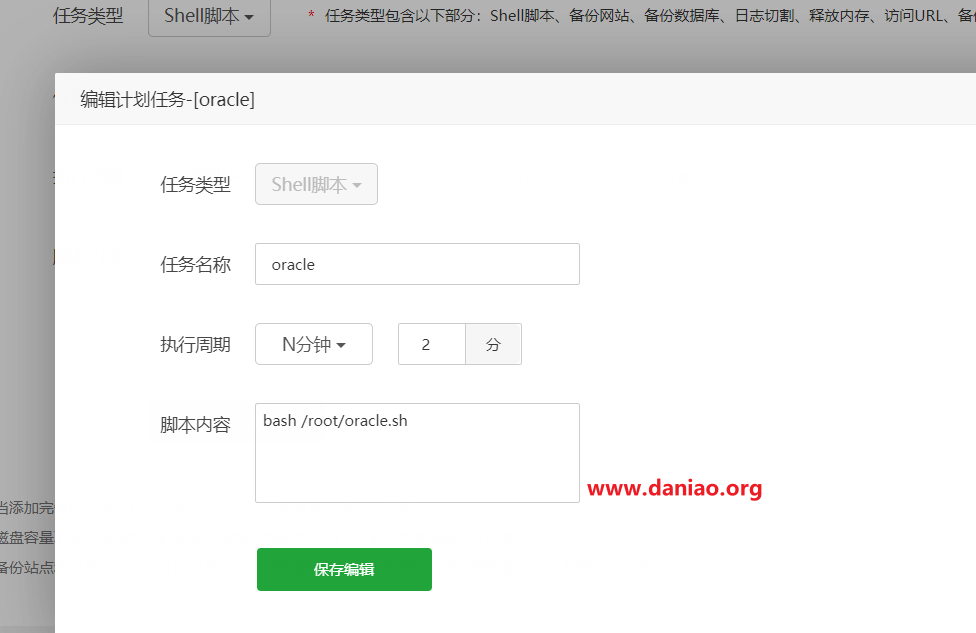 任务类型 Shell脚本 * 任务类型包含以下部分：Shell脚本、备份网站、备份数据库、日志切割、释放内存、访问URL、备
编辑计划任务-[oracle]
任务类型 Shell脚本
任务名称 oracle
执行周期 N分钟 2 分
脚本内容 bash /root/oracle.sh
www.daniao.org
当添加完
磁盘容量
备份站点
保存编辑